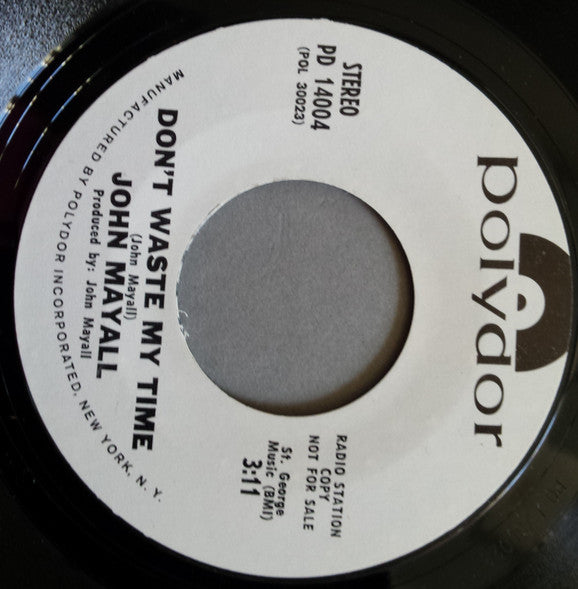 polydor
STEREO
PD 14004
(POL 30023)
RADIO STATION
COPY
NOT FOR SALE
St. George
Music (BMI)
3:11
DON'T WASTE MY TIME
(John Mayall)
JOHN MAYALL
Produced by: John Mayall
MANUFACTURED BY POLYDOR INCORPORATED, NEW YORK, N. Y.